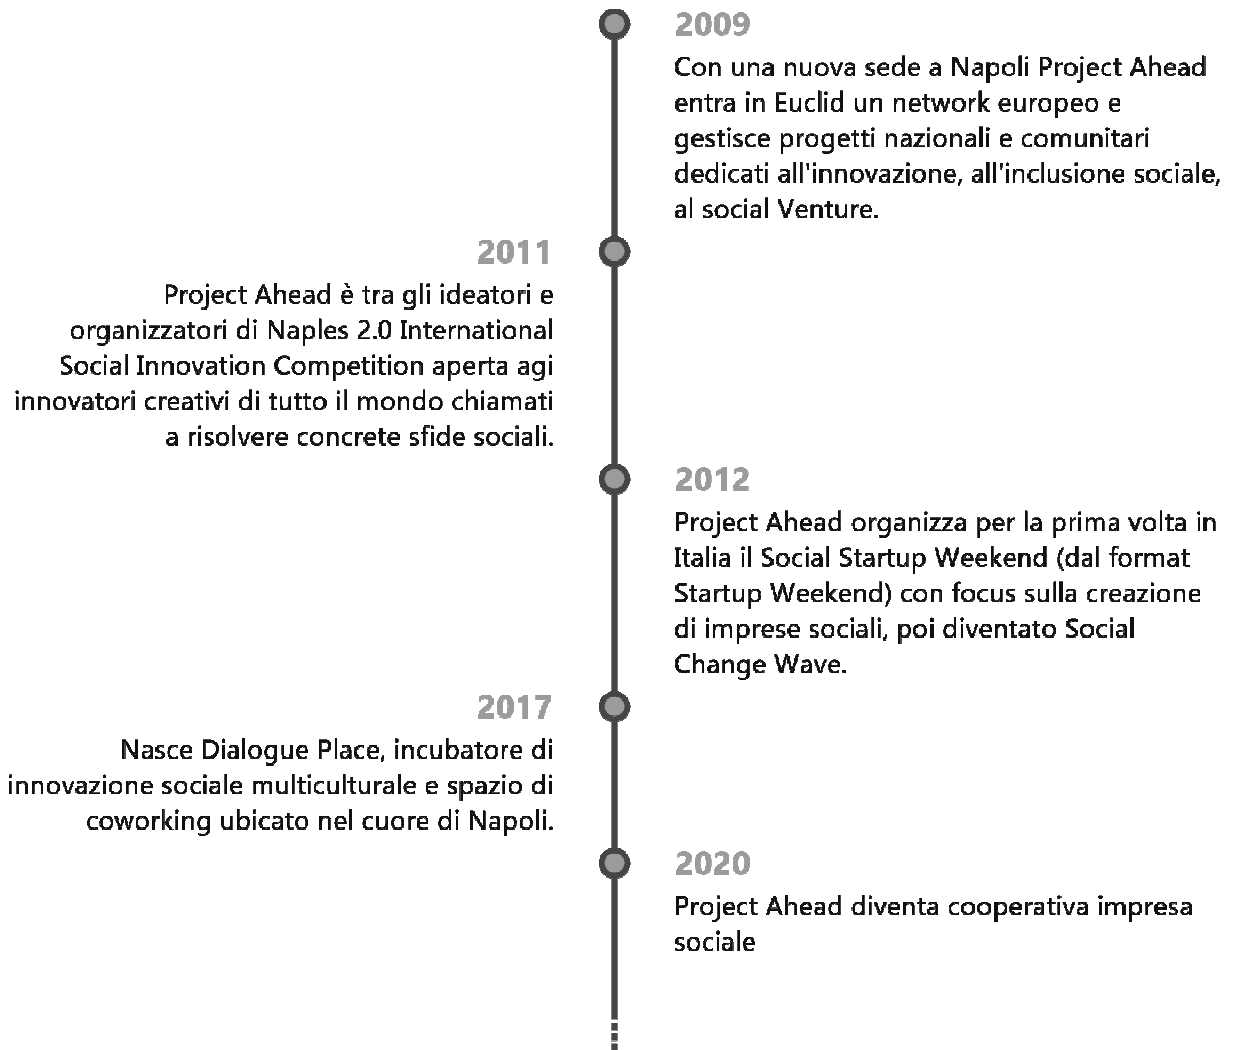 2009
Con una nuova sede a Napoli Project Ahead
entra in Euclid un network europeo e
gestisce progetti nazionali e comunitari
dedicati all'innovazione, all'inclusione sociale,
al social Venture.
2011
Project Ahead è tra gli ideatori e
organizzatori di Naples 2.0 International
Social Innovation Competition aperta agi
innovatori creativi di tutto il mondo chiamati
a risolvere concrete sfide sociali.
2012
Project Ahead organizza per la prima volta in
Italia il Social Startup Weekend (dal format
Startup Weekend) con focus sulla creazione
di imprese sociali, poi diventato Social
Change Wave.
2017
Nasce Dialogue Place, incubatore di
innovazione sociale multiculturale e spazio di
coworking ubicato nel cuore di Napoli.
2020
Project Ahead diventa cooperativa impresa
sociale